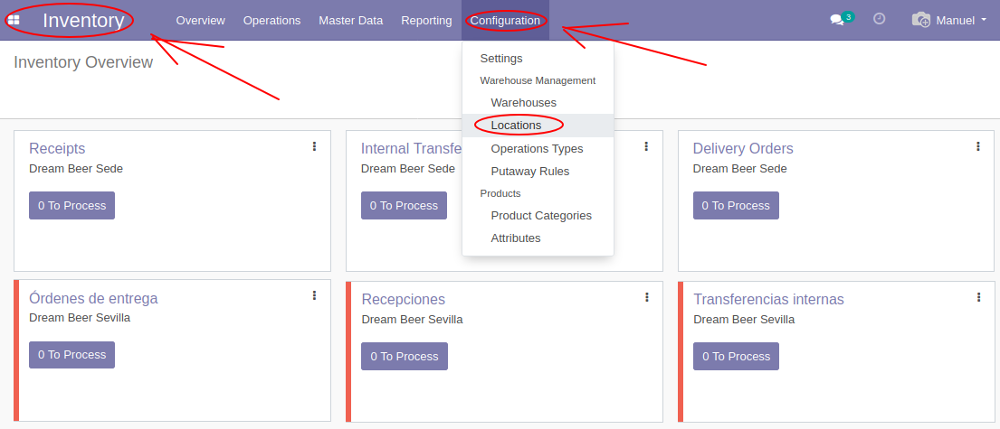 Inventory Overview Operations Master Data Reporting Configuration 3 Manuel
Inventory Overview
Settings
Warehouse Management
Warehouses
Locations
Operations Types
Putaway Rules
Products
Product Categories
Attributes
Receipts
Dream Beer Sede
0 To Process
Internal Transfe
Dream Beer Sede
0 To Process
Delivery Orders
Dream Beer Sede
0 To Process
Órdenes de entrega
Dream Beer Sevilla
0 To Process
Recepciones
Dream Beer Sevilla
0 To Process
Transferencias internas
Dream Beer Sevilla
0 To Process